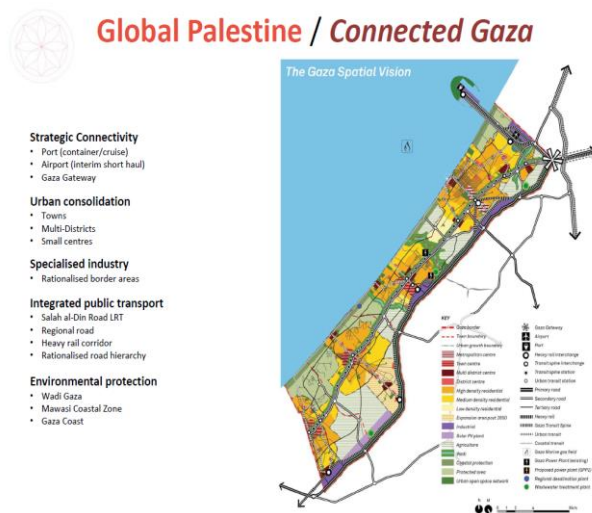 Global Palestine / Connected Gaza
The Gaza Spatial Vision
Strategic Connectivity
• Port (container/cruise)
• Airport (interim short haul)
• Gaza Gateway
Urban consolidation
• Towns
• Multi-Districts
• Small centres
Specialised industry
• Rationalised border areas
Integrated public transport
• Salah al-Din Road LRT
• Regional road
• Heavy rail corridor
• Rationalised road hierarchy
Environmental protection
• Wadi Gaza
• Mawasi Coastal Zone
• Gaza Coast
KEY
Gaza border
Town boundary
Urban growth boundary
Metropolitan centre
Town centre
Multi district centre
District centre
High density residential
Medium density residential
Low density residential
Expansion area post 2050
Industrial
Solar PV plant
Agriculture
Wadi
Coastal protection
Protected area
Urban open space network
Gaza Gateway
Airport
Port
Heavy rail interchange
Transit spine interchange
Transit spine station
Urban transit station
Primary road
Secondary road
Tertiary road
Heavy rail
Gaza Transit Spine
Urban transit
Coastal transit
Gaza Marine gas field
Gaza Power Plant (existing)
Proposed power plant (GPP2)
Regional desalination plant
Wastewater treatment plant